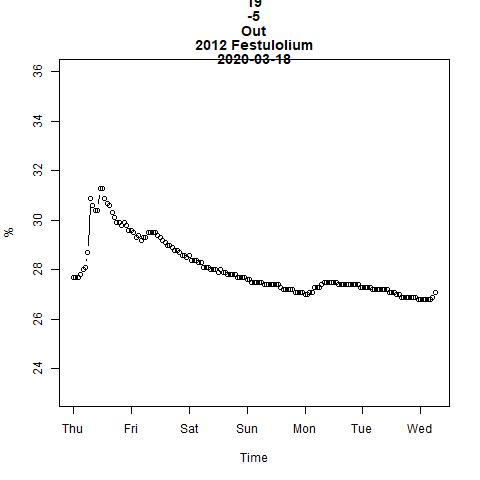 19
-5
Out
2012 Festulolium
2020-03-18
%
36
34
32
30
28
26
24
Thu Fri Sat Sun Mon Tue Wed
Time